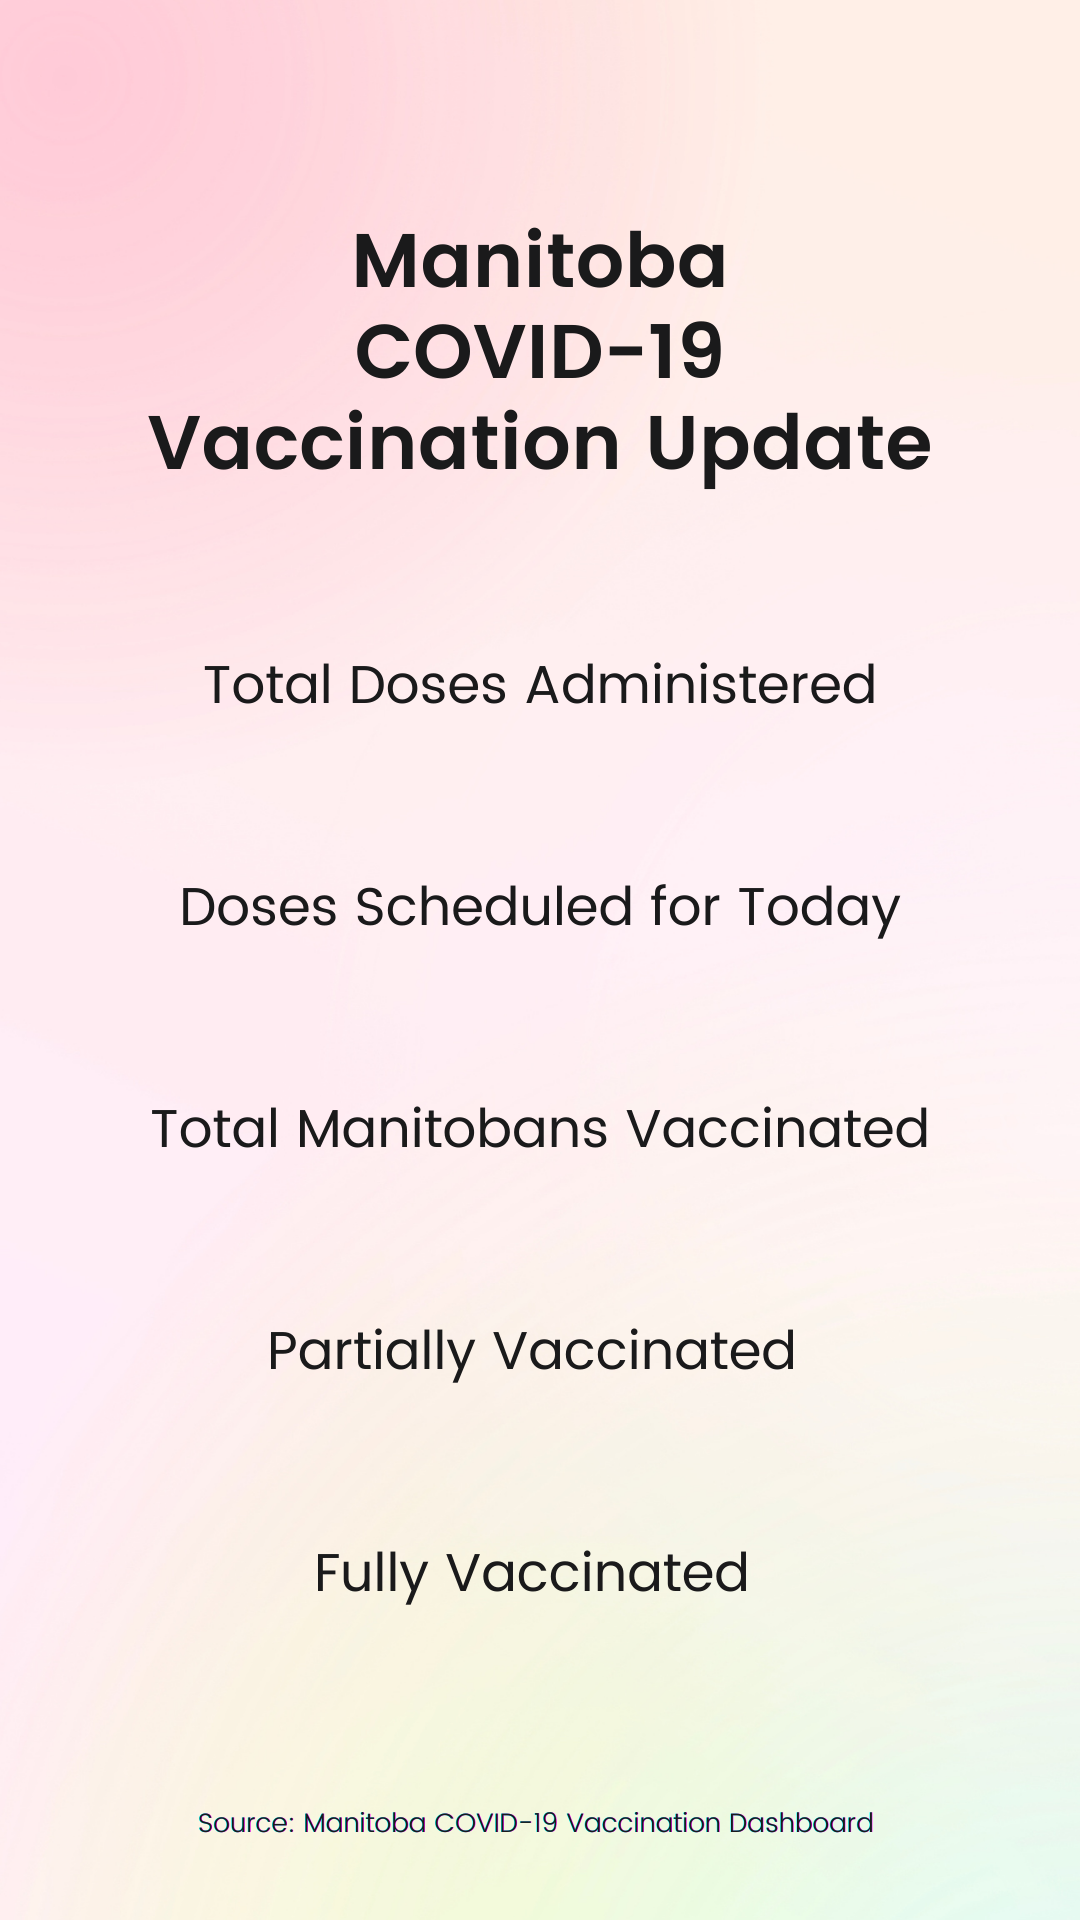 Manitoba
COVID-19
Vaccination Update
Total Doses Administered
Doses Scheduled for Today
Total Manitobans Vaccinated
Partially Vaccinated
Fully Vaccinated
Source: Manitoba COVID-19 Vaccination Dashboard